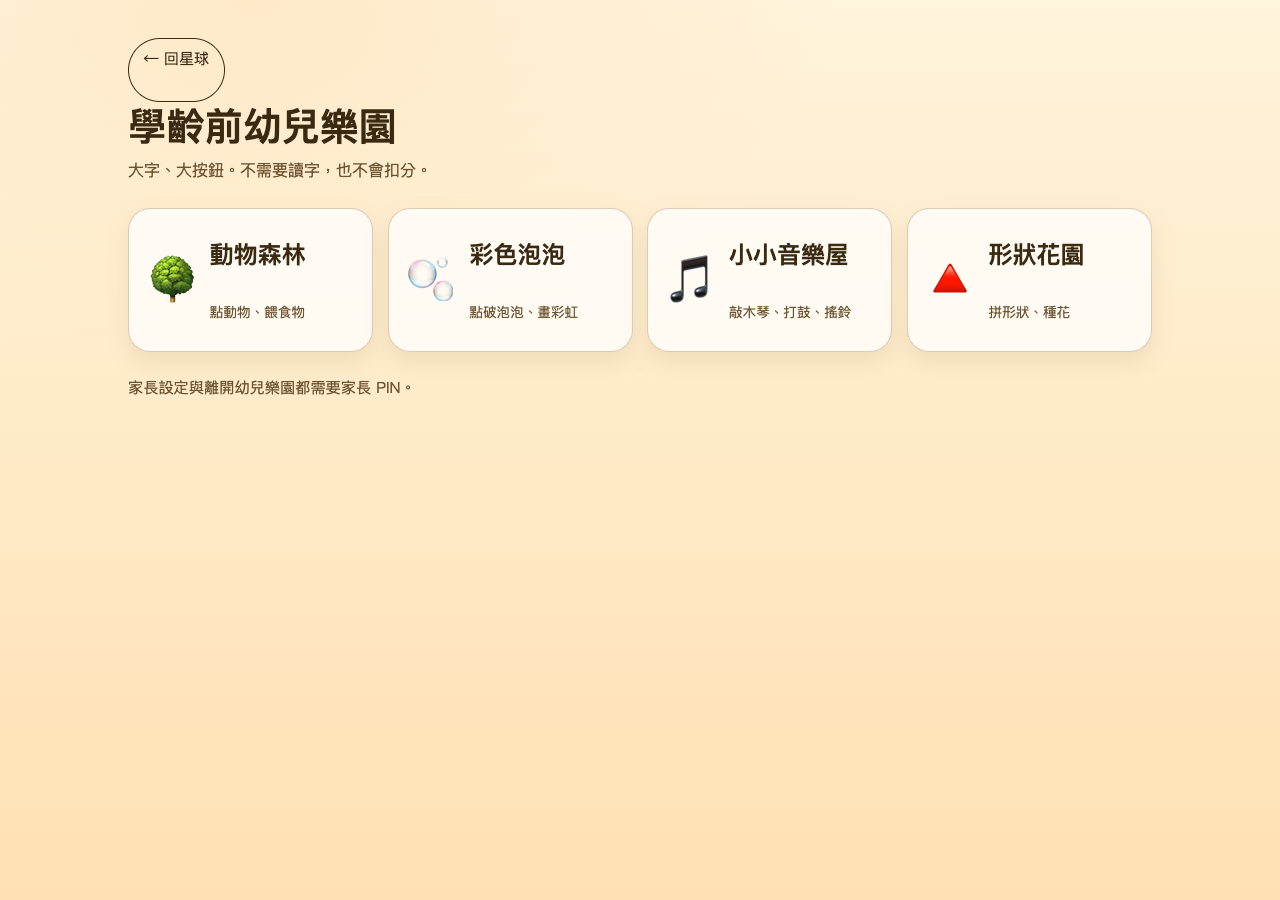 ← 回星球
學齡前幼兒樂園
大字、大按鈕。不需要讀字，也不會扣分。
動物森林
點動物、餵食物
彩色泡泡
點破泡泡、畫彩虹
小小音樂屋
敲木琴、打鼓、搖鈴
形狀花園
拼形狀、種花
家長設定與離開幼兒樂園都需要家長 PIN。